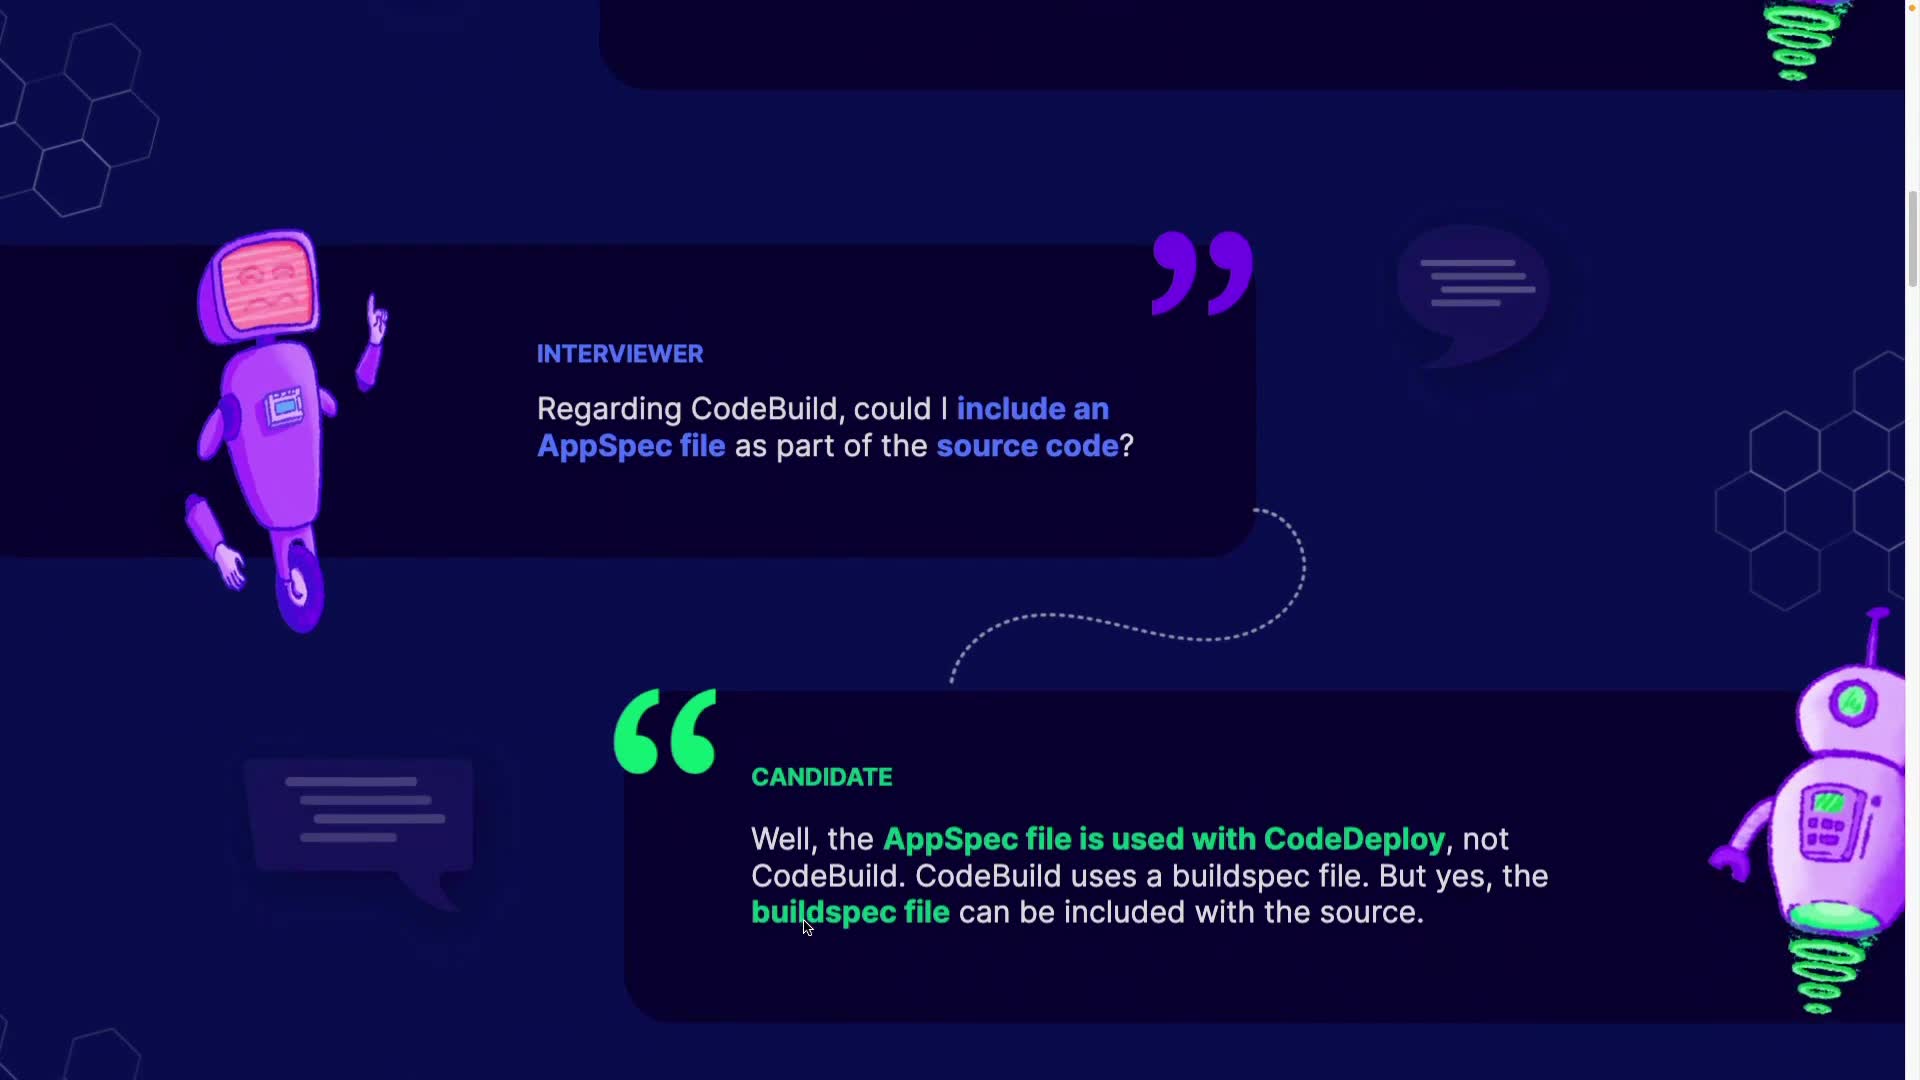 INTERVIEWER
Regarding CodeBuild, could I include an
AppSpec file as part of the source code?
CANDIDATE
Well, the AppSpec file is used with CodeDeploy, not
CodeBuild. CodeBuild uses a buildspec file. But yes, the
buildspec file can be included with the source.